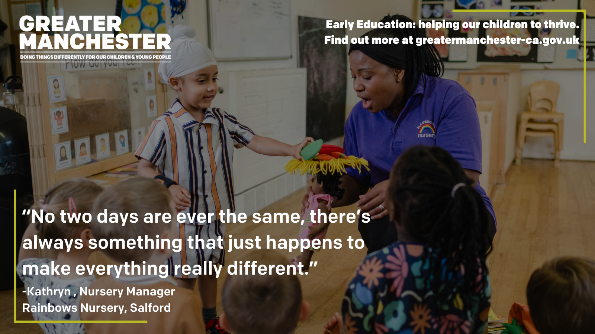 GREATER
MANCHESTER
DOING THINGS DIFFERENTLY FOR OUR CHILDREN & YOUNG PEOPLE
Early Education: helping our children to thrive.
Find out more at greatermanchester-ca.gov.uk
“No two days are ever the same, there’s
always something that just happens to
make everything really different.”
-Kathryn , Nursery Manager
Rainbows Nursery, Salford